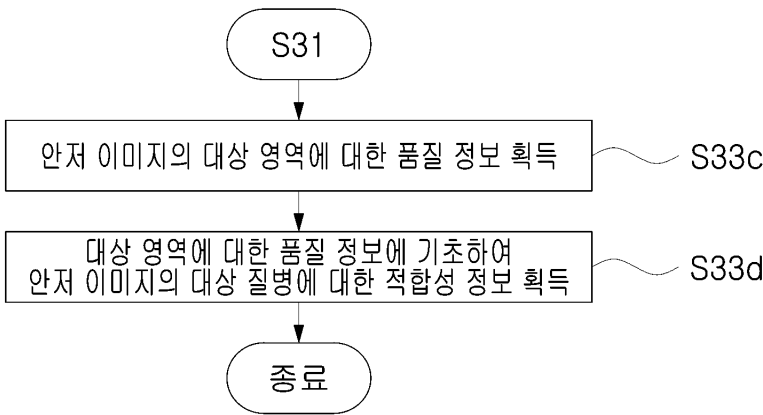 S31
안저 이미지의 대상 영역에 대한 품질 정보 획득
S33c
대상 영역에 대한 품질 정보에 기초하여
안저 이미지의 대상 질병에 대한 적합성 정보 획득
S33d
종료